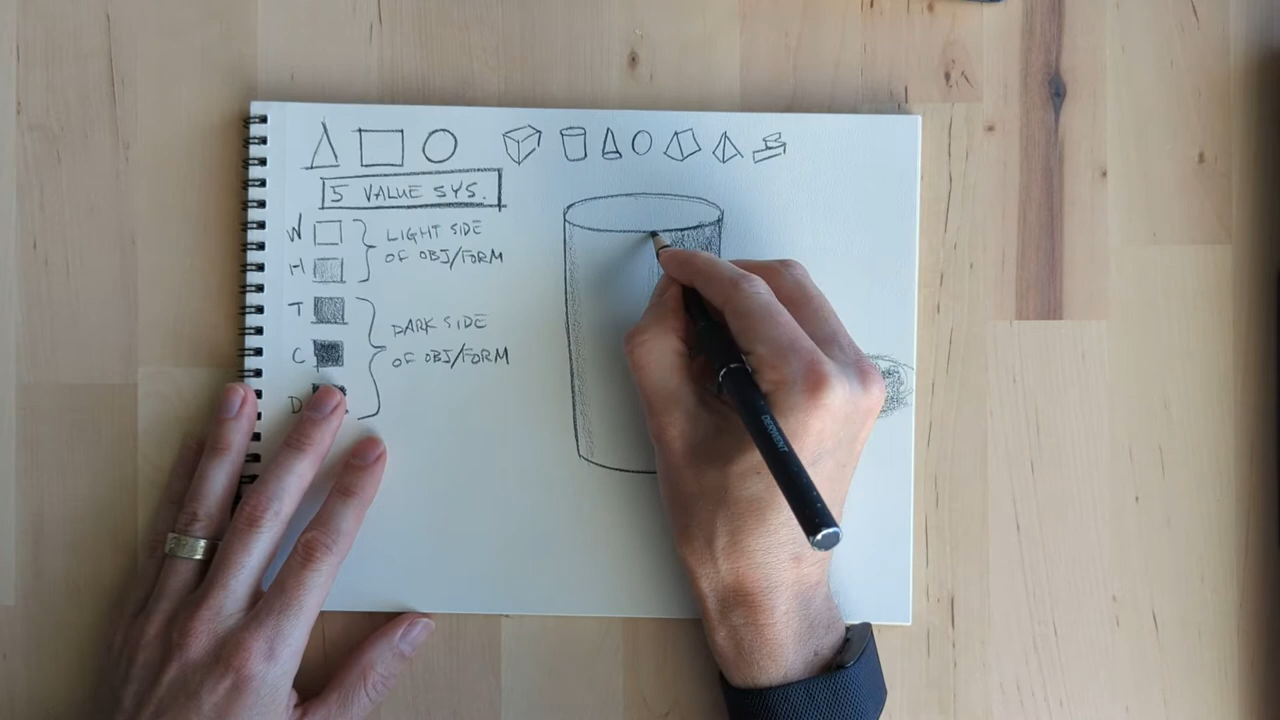 5 VALUE SYS.
W
LIGHT SIDE
OF OBJ/FORM
H
T
DARK SIDE
OF OBJ/FORM
C
D
DERWENT